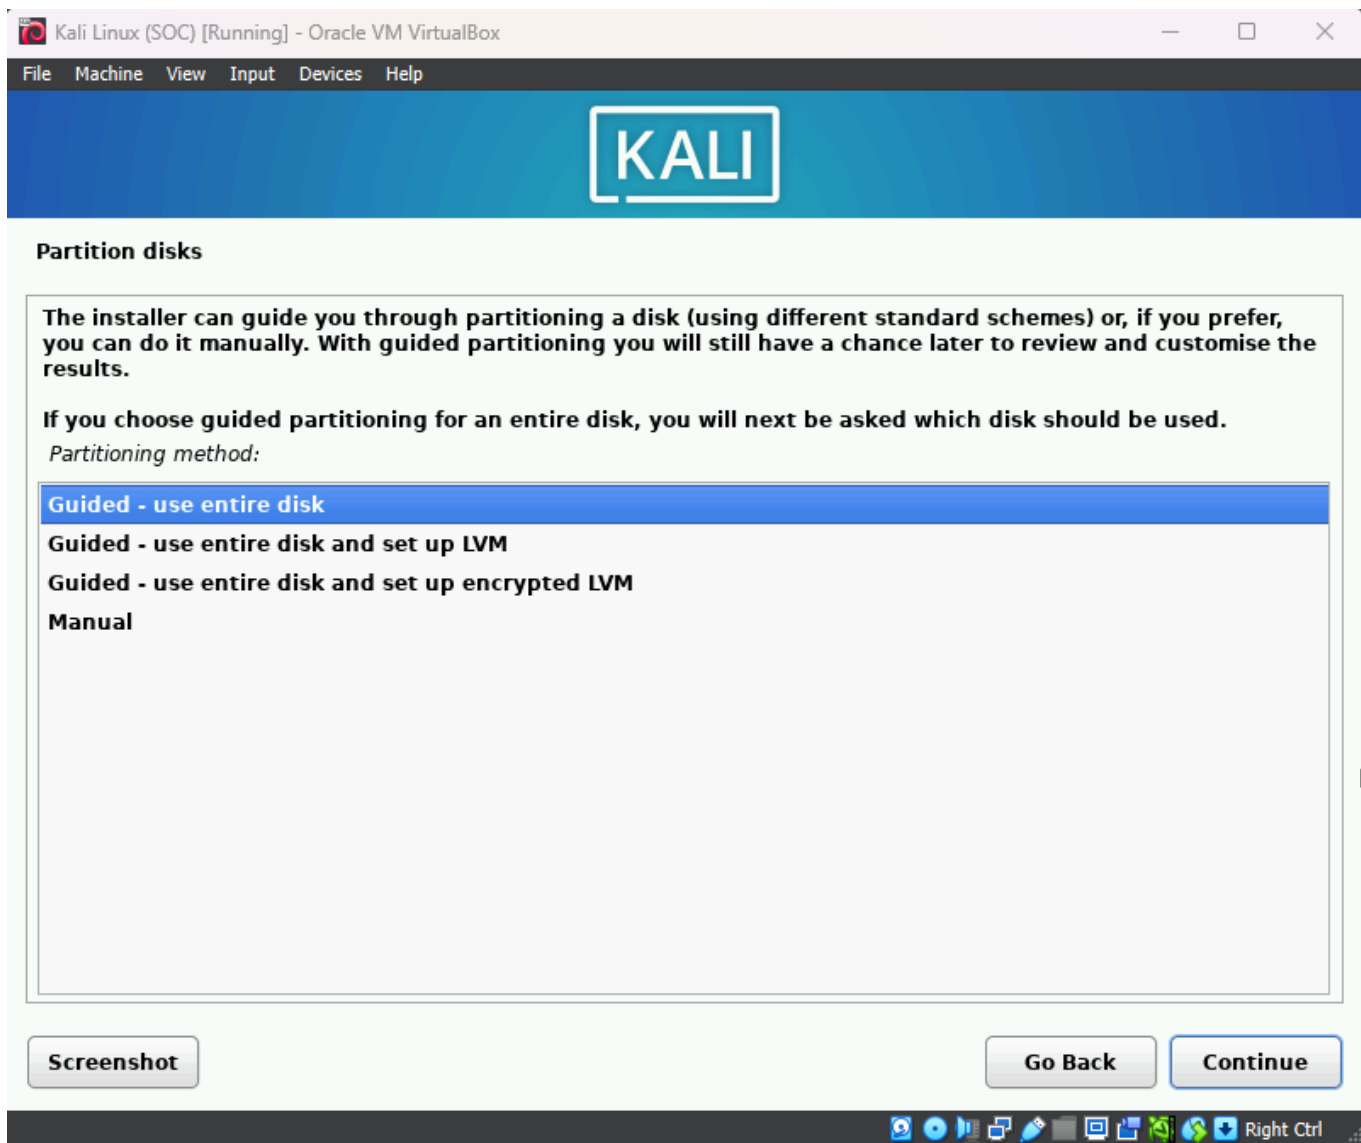 Kali Linux (SOC) [Running] - Oracle VM VirtualBox
File Machine View Input Devices Help
KALI
Partition disks
The installer can guide you through partitioning a disk (using different standard schemes) or, if you prefer,
you can do it manually. With guided partitioning you will still have a chance later to review and customise the
results.
If you choose guided partitioning for an entire disk, you will next be asked which disk should be used.
Partitioning method:
Guided - use entire disk
Guided - use entire disk and set up LVM
Guided - use entire disk and set up encrypted LVM
Manual
Screenshot Go Back Continue
Right Ctrl